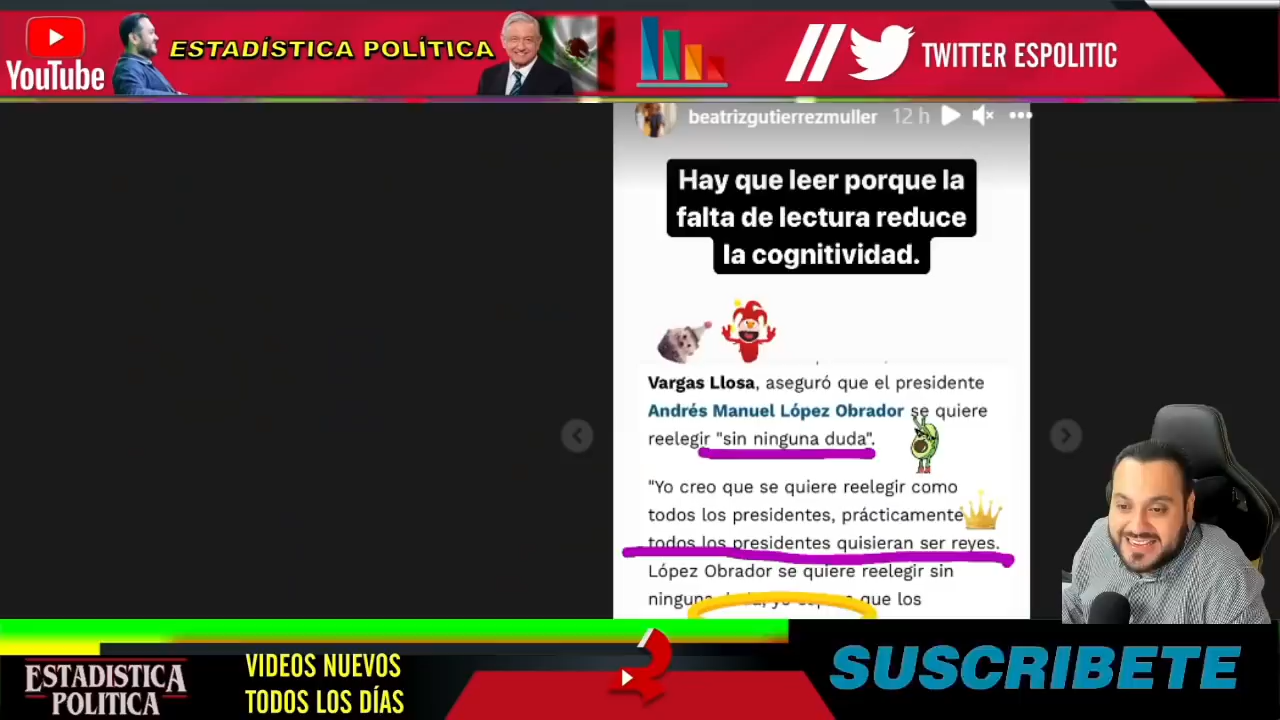 YouTube
ESTADÍSTICA POLÍTICA
TWITTER ESPOLITIC
beatrizgutierrezmuller 12 h
Hay que leer porque la
falta de lectura reduce
la cognitividad.
Vargas Llosa, aseguró que el presidente
Andrés Manuel López Obrador se quiere
reelegir "sin ninguna duda".
"Yo creo que se quiere reelegir como
todos los presidentes, prácticamente
todos los presidentes quisieran ser reyes.
López Obrador se quiere reelegir sin
que los
ESTADISTICA
POLÍTICA
VIDEOS NUEVOS
TODOS LOS DÍAS
SUSCRIBETE